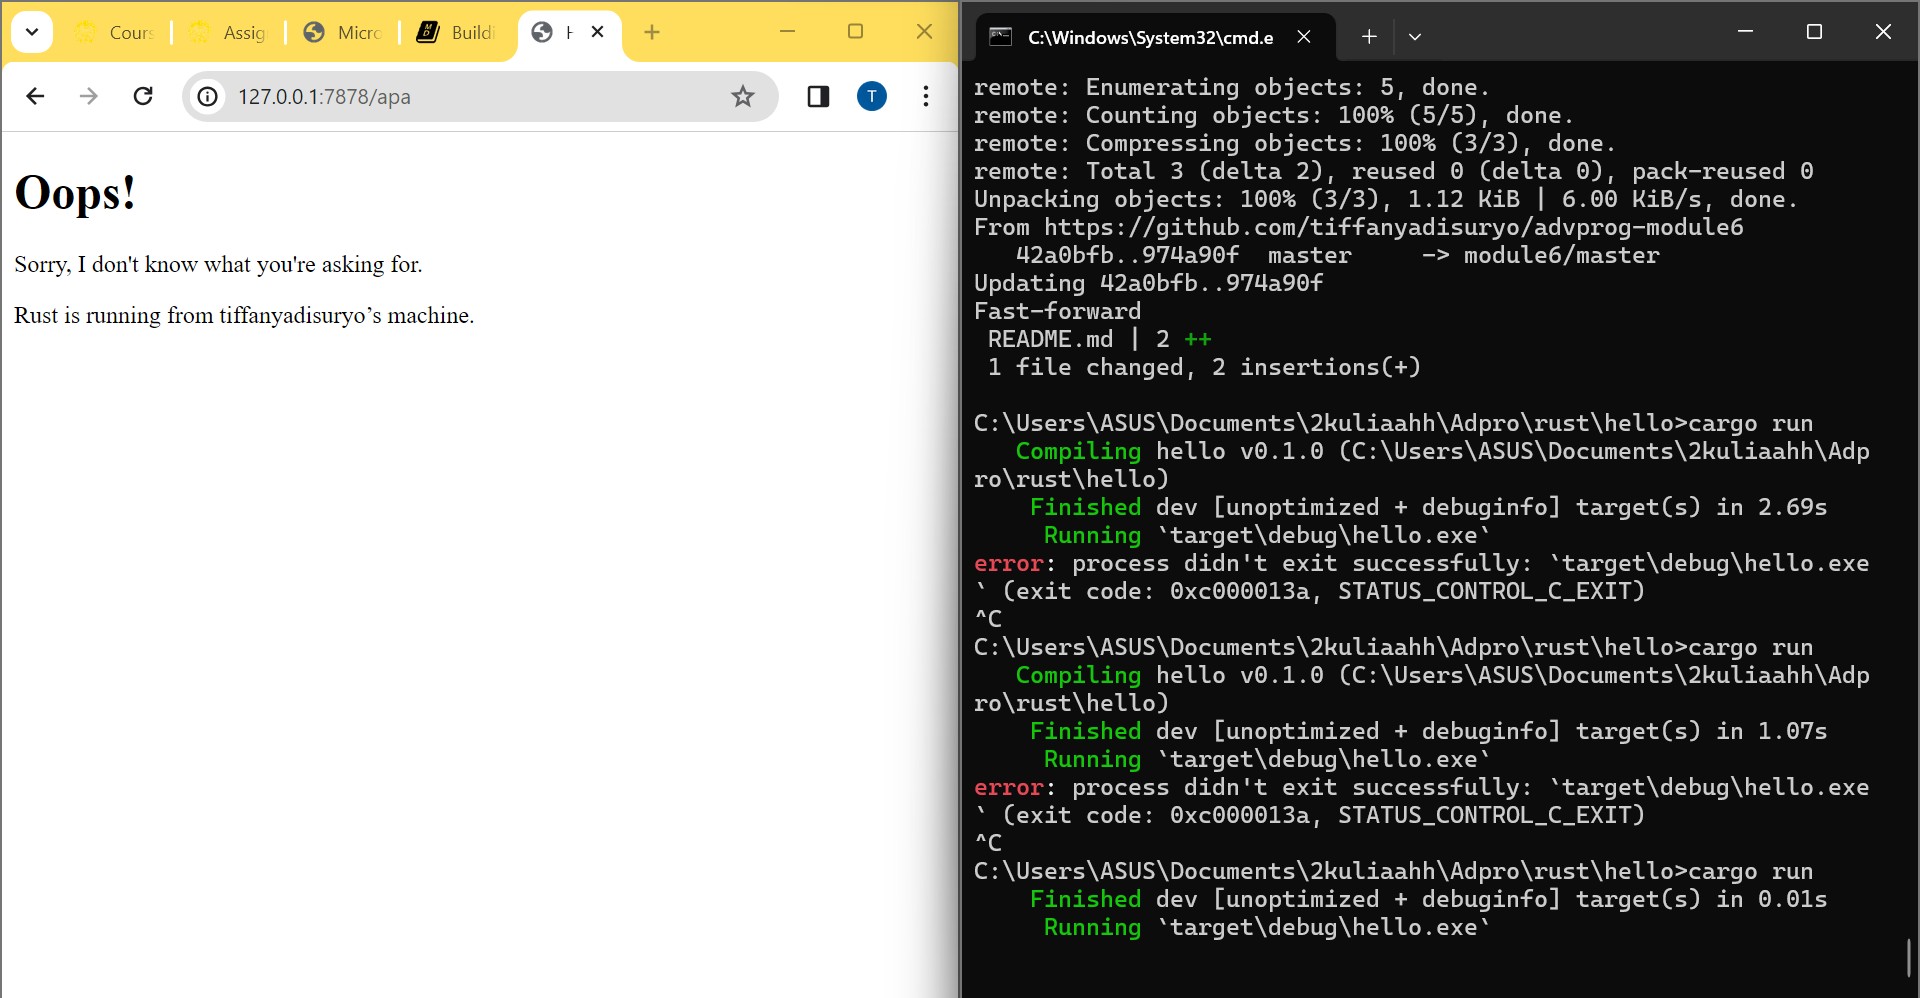 Cours
Assig
Micro
Buildi
127.0.0.1:7878/apa
T
Oops!
Sorry, I don't know what you're asking for.
Rust is running from tiffanyadisuryo’s machine.
C:\Windows\System32\cmd.e
remote: Enumerating objects: 5, done.
remote: Counting objects: 100% (5/5), done.
remote: Compressing objects: 100% (3/3), done.
remote: Total 3 (delta 2), reused 0 (delta 0), pack-reused 0
Unpacking objects: 100% (3/3), 1.12 KiB | 6.00 KiB/s, done.
From https://github.com/tiffanyadisuryo/advprog-module6
   42a0bfb..974a90f  master     -> module6/master
Updating 42a0bfb..974a90f
Fast-forward
 README.md | 2 ++
 1 file changed, 2 insertions(+)
C:\Users\ASUS\Documents\2kuliaahh\Adpro\rust\hello>cargo run
   Compiling hello v0.1.0 (C:\Users\ASUS\Documents\2kuliaahh\Adp
ro\rust\hello)
    Finished dev [unoptimized + debuginfo] target(s) in 2.69s
     Running `target\debug\hello.exe`
error: process didn't exit successfully: `target\debug\hello.exe
` (exit code: 0xc000013a, STATUS_CONTROL_C_EXIT)
^C
C:\Users\ASUS\Documents\2kuliaahh\Adpro\rust\hello>cargo run
   Compiling hello v0.1.0 (C:\Users\ASUS\Documents\2kuliaahh\Adp
ro\rust\hello)
    Finished dev [unoptimized + debuginfo] target(s) in 1.07s
     Running `target\debug\hello.exe`
error: process didn't exit successfully: `target\debug\hello.exe
` (exit code: 0xc000013a, STATUS_CONTROL_C_EXIT)
^C
C:\Users\ASUS\Documents\2kuliaahh\Adpro\rust\hello>cargo run
    Finished dev [unoptimized + debuginfo] target(s) in 0.01s
     Running `target\debug\hello.exe`